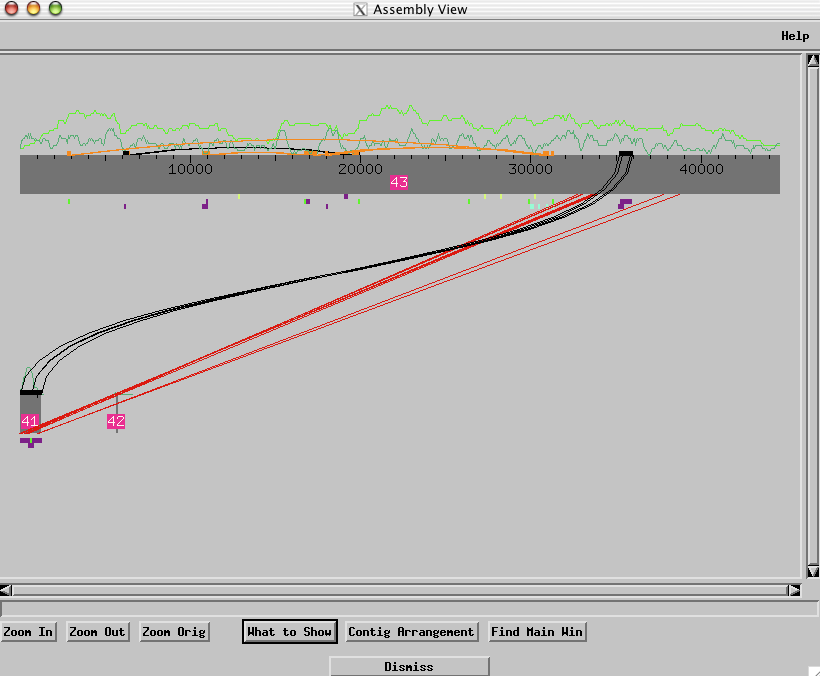 X Assembly View
Help
10000 20000 30000 40000
43
41 42
Zoom In Zoom Out Zoom Orig What to Show Contig Arrangement Find Main Win
Dismiss